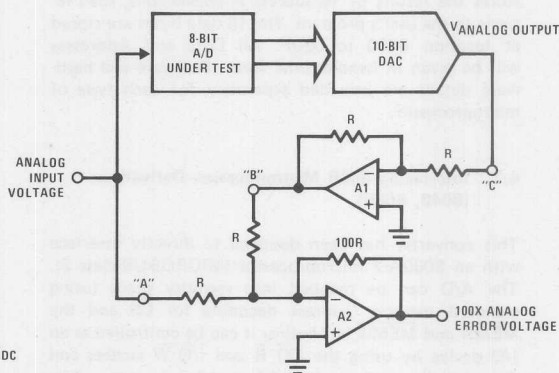 8-BIT
A/D
UNDER TEST
10-BIT
DAC
VANALOG OUTPUT
R
A1
+
R
"C"
ANALOG
INPUT
VOLTAGE
"B"
R
100R
"A"
R
−
A2
+
100X ANALOG
ERROR VOLTAGE
DC